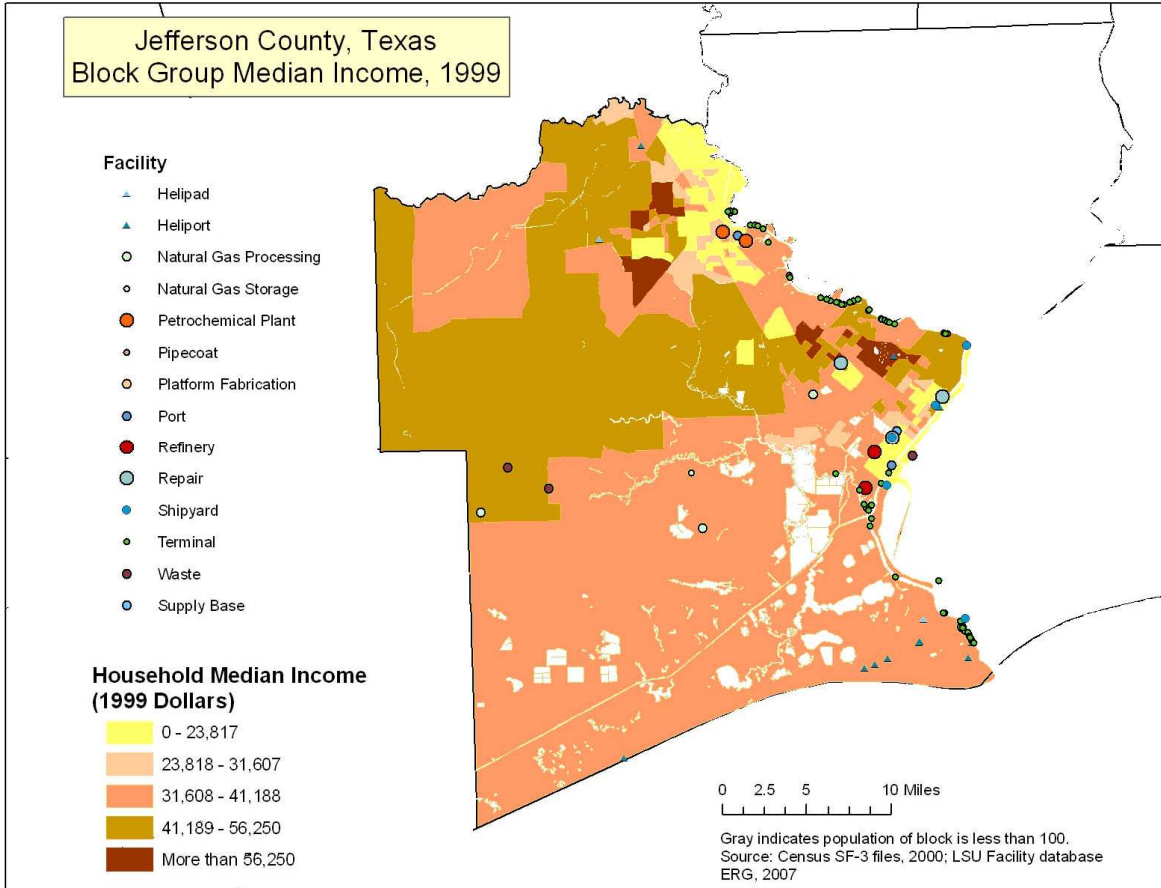 Jefferson County, Texas
Block Group Median Income, 1999
Facility
Helipad
Heliport
Natural Gas Processing
Natural Gas Storage
Petrochemical Plant
Pipecoat
Platform Fabrication
Port
Refinery
Repair
Shipyard
Terminal
Waste
Supply Base
Household Median Income
(1999 Dollars)
0 - 23,817
23,818 - 31,607
31,608 - 41,188
41,189 - 56,250
More than 56,250
0 2.5 5 10 Miles
Gray indicates population of block is less than 100.
Source: Census SF-3 files, 2000; LSU Facility database
ERG, 2007